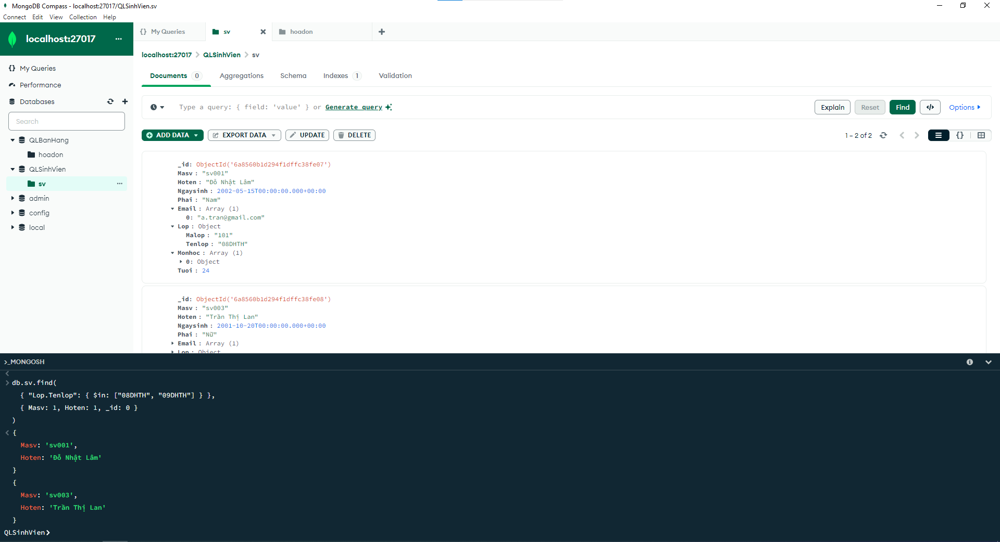 MongoDB Compass - localhost:27017/QLSinhVien.sv
Connect Edit View Collection Help
localhost:27017 ...
{} My Queries
sv
hoadon
localhost:27017 > QLSinhVien > sv
{} My Queries
Performance
Databases
Search
QLBanHang
hoadon
QLSinhVien
sv ...
admin
config
local
Documents 0 Aggregations Schema Indexes 1 Validation
Type a query: { field: 'value' } or Generate query
Explain Reset Find </> Options
ADD DATA EXPORT DATA UPDATE DELETE
1 – 2 of 2 {}
_id: ObjectId('6a8560b1d294f1dffc38fe07')
Masv : "sv001"
Hoten : "Đỗ Nhật Lâm"
Ngaysinh : 2002-05-15T00:00:00.000+00:00
Phai : "Nam"
Email : Array (1)
0: "a.tran@gmail.com"
Lop : Object
Malop : "101"
Tenlop : "08DHTH"
Monhoc : Array (1)
0: Object
Tuoi : 24
_id: ObjectId('6a8560b1d294f1dffc38fe08')
Masv : "sv003"
Hoten : "Trần Thị Lan"
Ngaysinh : 2001-10-20T00:00:00.000+00:00
Phai : "Nữ"
Email : Array (1)
Lop : Object
>_MONGOSH
<
> db.sv.find(
{ "Lop.Tenlop": { $in: ["08DHTH", "09DHTH"] } },
{ Masv: 1, Hoten: 1, _id: 0 }
)
< {
Masv: 'sv001',
Hoten: 'Đỗ Nhật Lâm'
}
{
Masv: 'sv003',
Hoten: 'Trần Thị Lan'
}
QLSinhVien>